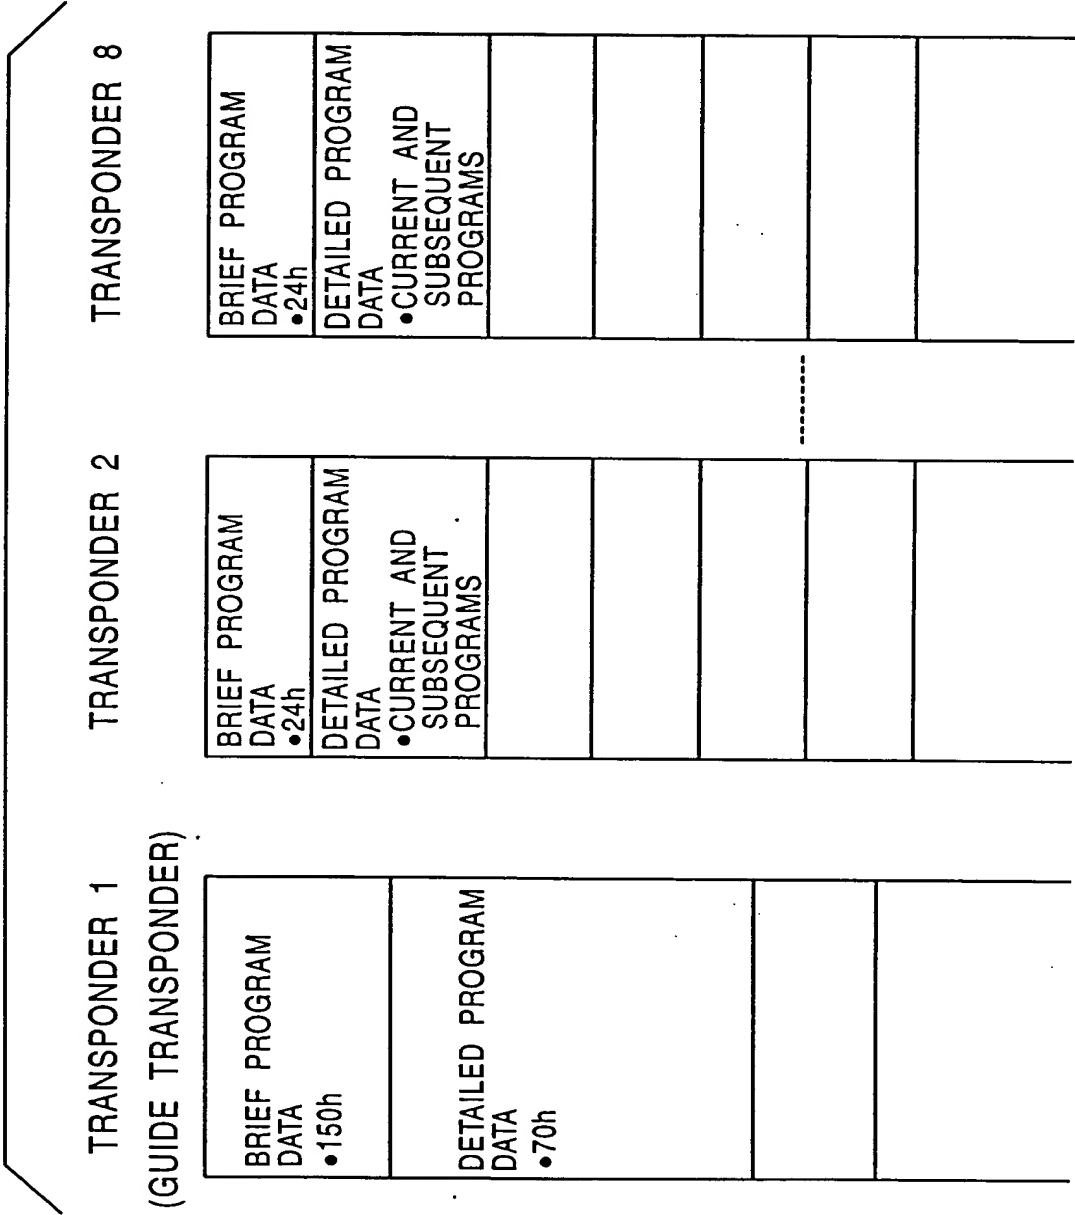 TRANSPONDER 1
(GUIDE TRANSPONDER)
BRIEF PROGRAM
DATA
•150h
DETAILED PROGRAM
DATA
•70h
TRANSPONDER 2
BRIEF PROGRAM
DATA
•24h
DETAILED PROGRAM
DATA
•CURRENT AND
SUBSEQUENT
PROGRAMS
TRANSPONDER 8
BRIEF PROGRAM
DATA
•24h
DETAILED PROGRAM
DATA
•CURRENT AND
SUBSEQUENT
PROGRAMS